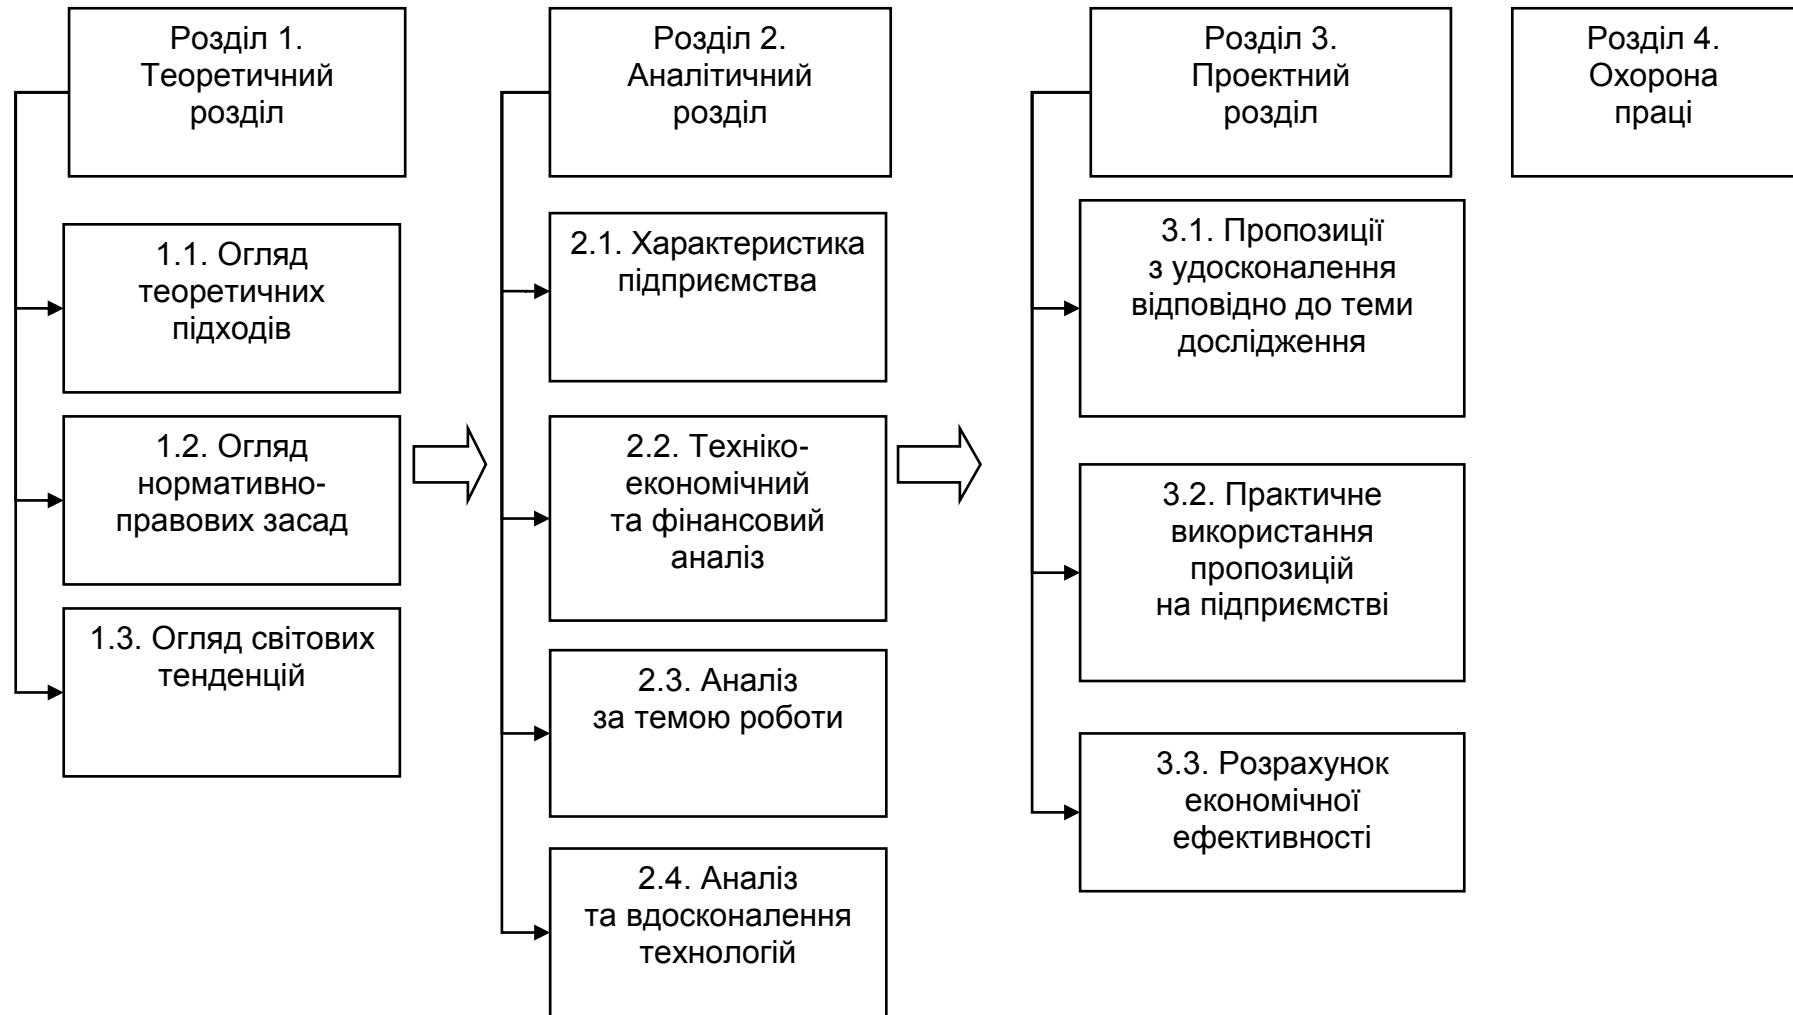 Розділ 1.
Теоретичний
розділ
1.1. Огляд
теоретичних
підходів
1.2. Огляд
нормативно-
правових засад
1.3. Огляд світових
тенденцій
Розділ 2.
Аналітичний
розділ
2.1. Характеристика
підприємства
2.2. Техніко-
економічний
та фінансовий
аналіз
2.3. Аналіз
за темою роботи
2.4. Аналіз
та вдосконалення
технологій
Розділ 3.
Проектний
розділ
3.1. Пропозиції
з удосконалення
відповідно до теми
дослідження
3.2. Практичне
використання
пропозицій
на підприємстві
3.3. Розрахунок
економічної
ефективності
Розділ 4.
Охорона
праці